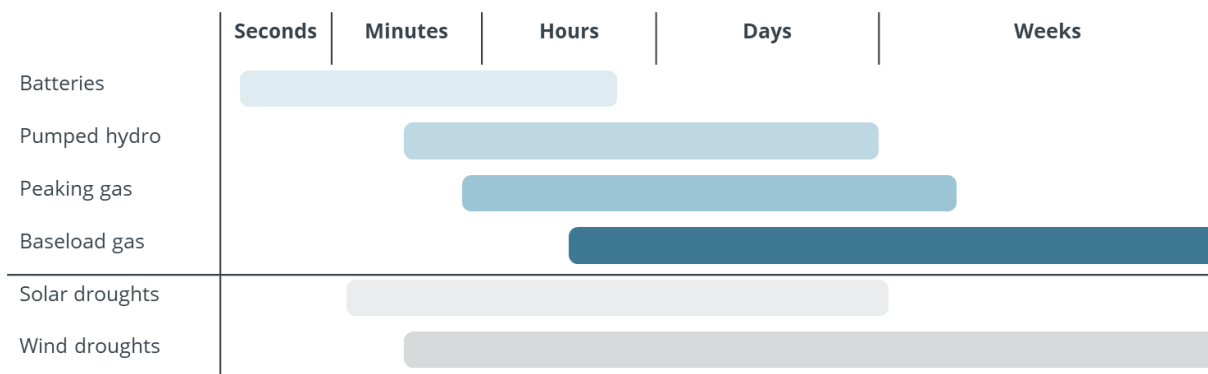 Seconds Minutes Hours Days Weeks
Batteries
Pumped hydro
Peaking gas
Baseload gas
Solar droughts
Wind droughts